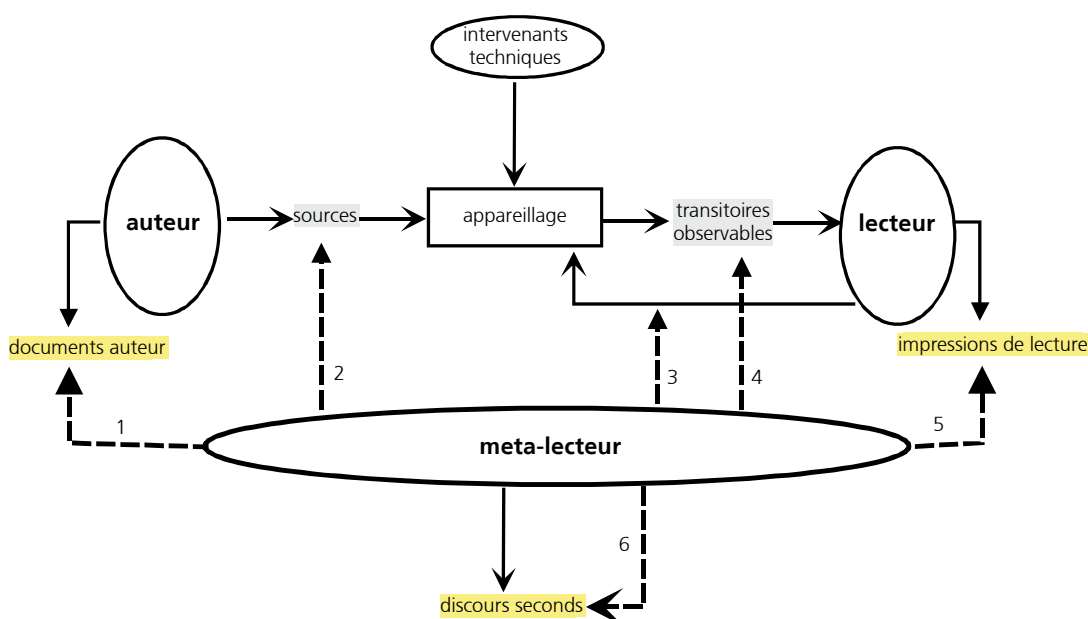 intervenants
techniques
auteur
sources
appareillage
transitoires
observables
lecteur
documents auteur
impressions de lecture
2
3
4
1
5
meta-lecteur
6
discours seconds